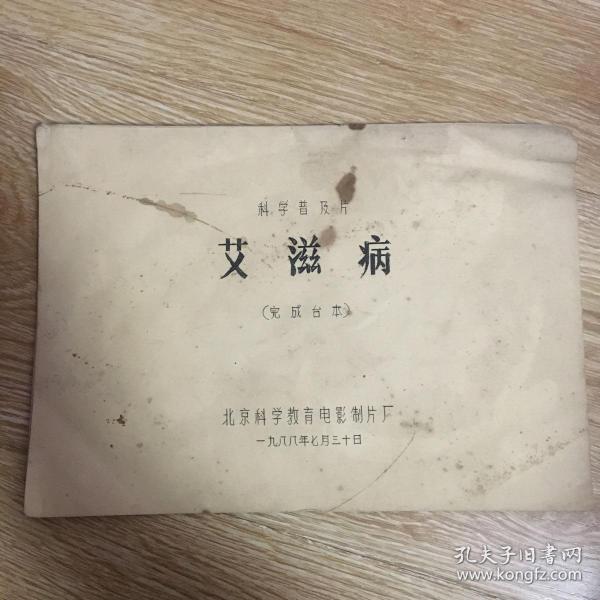 科学普及片
艾滋病
(完成台本)
北京科学教育电影制片厂
一九八八年七月三十日
孔夫子旧书网
www.kongfz.com